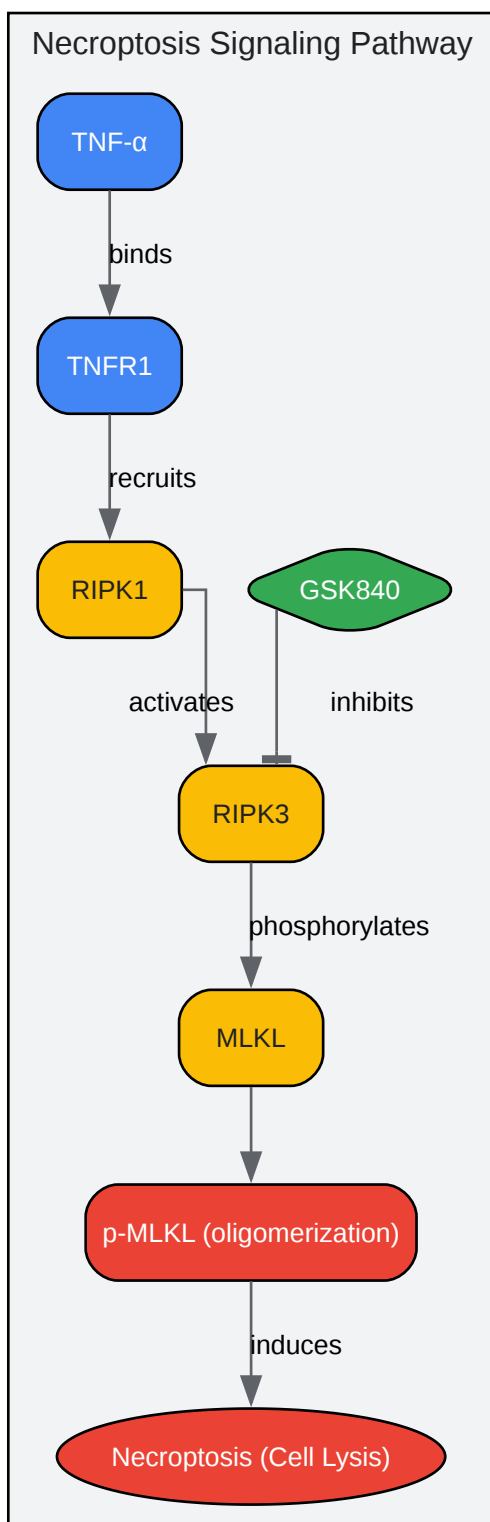 Necroptosis Signaling Pathway
TNF-α
binds
TNFR1
recruits
RIPK1
GSK840
activates
inhibits
RIPK3
phosphorylates
MLKL
p-MLKL (oligomerization)
induces
Necroptosis (Cell Lysis)